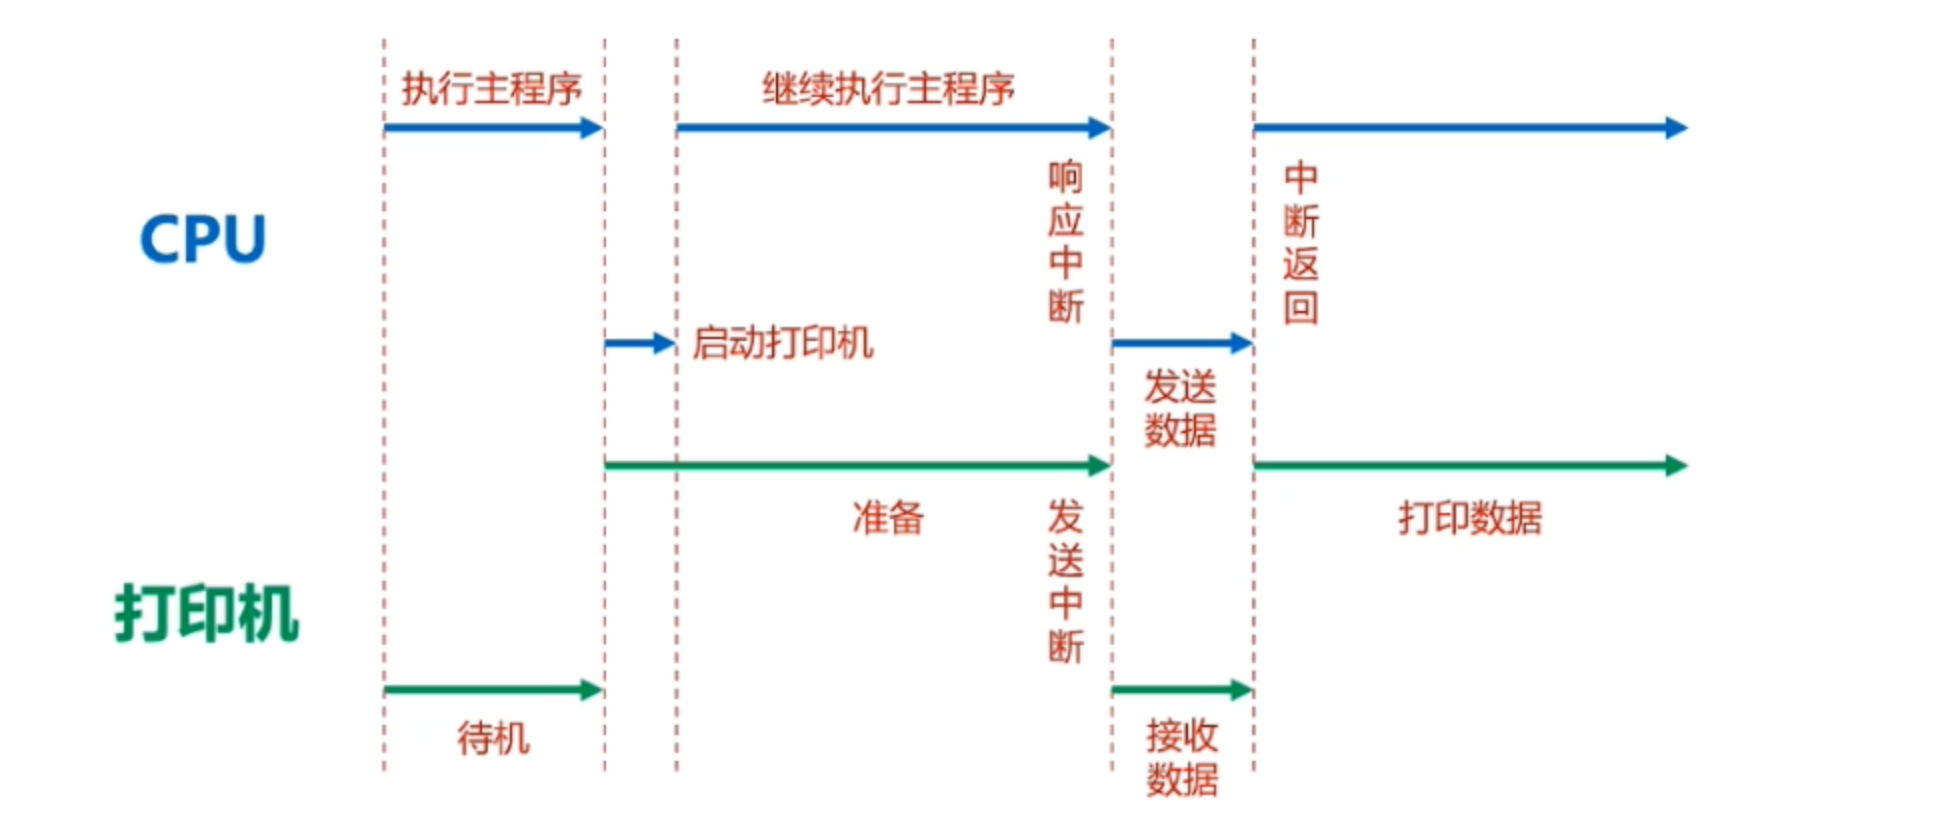 执行主程序
继续执行主程序
响应中断
中断返回
CPU
启动打印机
发送
数据
准备
发送中断
打印数据
打印机
待机
接收
数据